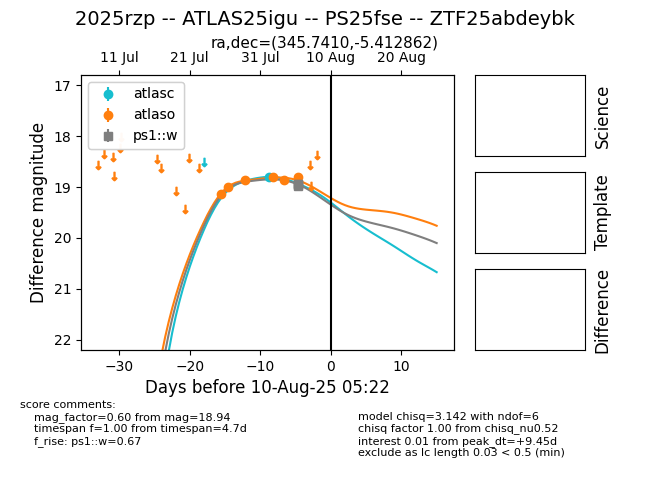 2025rzp -- ATLAS25igu -- PS25fse -- ZTF25abdeybk
ra,dec=(345.7410,-5.412862)
11 Jul 21 Jul 31 Jul 10 Aug 20 Aug
atlasc
atlaso
ps1::w
17
18
19
20
21
22
Difference magnitude
−30 −20 −10 0 10
Days before 10-Aug-25 05:22
Science
Template
Difference
score comments:
mag_factor=0.60 from mag=18.94
timespan f=1.00 from timespan=4.7d
f_rise: ps1::w=0.67
model chisq=3.142 with ndof=6
chisq factor 1.00 from chisq_nu0.52
interest 0.01 from peak_dt=+9.45d
exclude as lc length 0.03 < 0.5 (min)